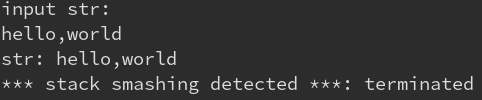 input str:
hello,world
str: hello,world
*** stack smashing detected ***: terminated